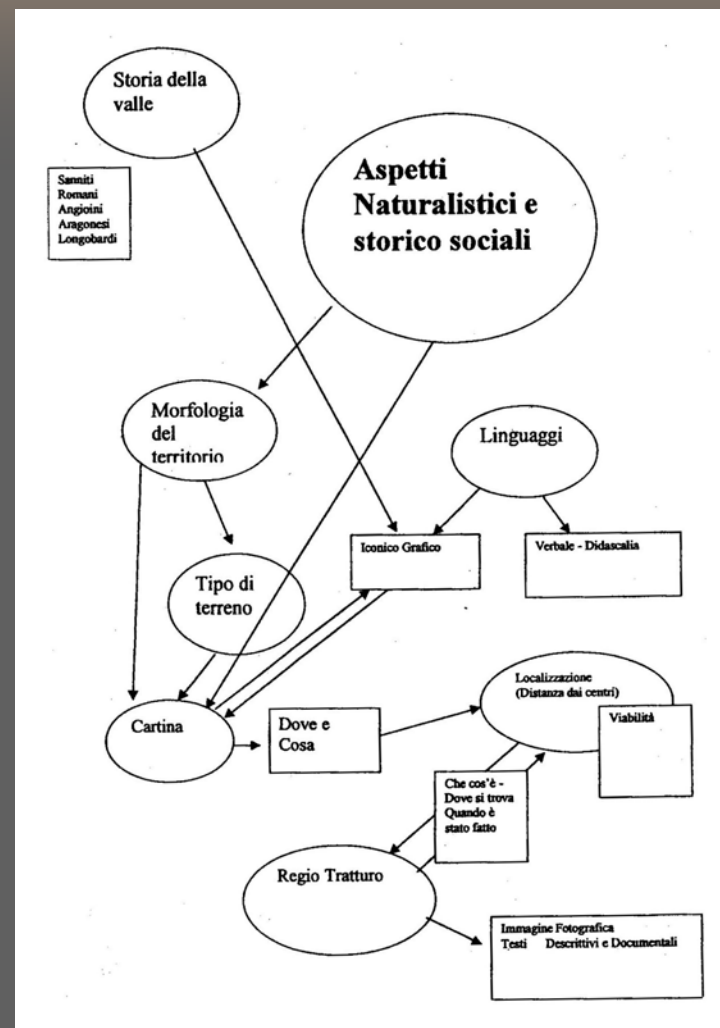 Storia della
valle
Sanniti
Romani
Angioini
Aragonesi
Longobardi
Aspetti
Naturalistici e
storico sociali
Morfologia
del
territorio
Linguaggi
Iconico Grafico
Verbale - Didascalia
Tipo di
terreno
Localizzazione
(Distanza dai centri)
Viabilità
Cartina
Dove e
Cosa
Che cos'è -
Dove si trova
Quando è
stato fatto
Regio Tratturo
Immagine Fotografica
Testi Descrittivi e Documentali